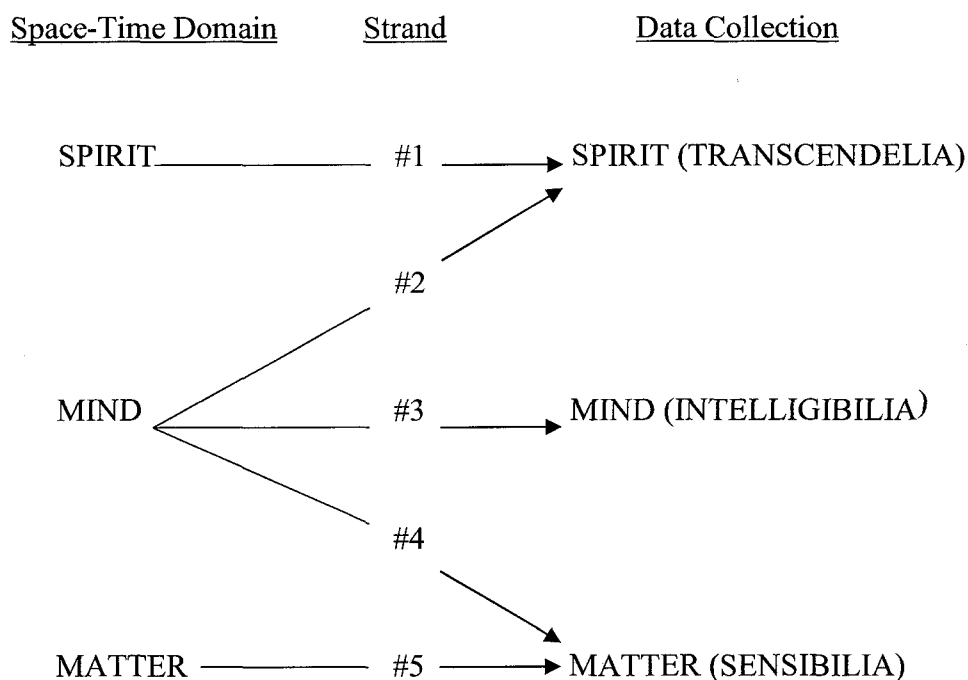 Space-Time Domain Strand Data Collection
SPIRIT #1 SPIRIT (TRANSCENDELIA)
#2
MIND #3 MIND (INTELLIGIBILIA)
#4
MATTER #5 MATTER (SENSIBILIA)